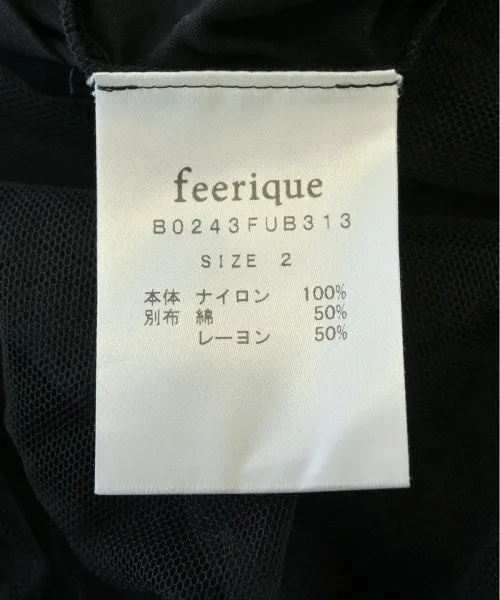 feerique
B0243FUB313
SIZE 2
本体 ナイロン 100%
別布 綿 50%
レーヨン 50%